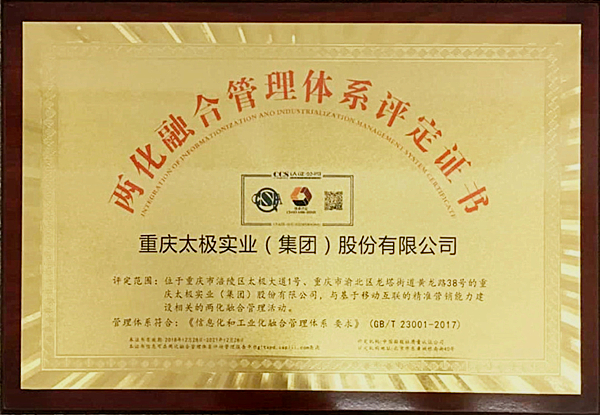 两化融合管理体系评定证书
INTEGRATION OF INFORMATIONIZATION AND INDUSTRIALIZATION MANAGEMENT SYSTEM CERTIFICATE
CCS
重庆太极实业（集团）股份有限公司
评定范围：位于重庆市涪陵区太极大道1号、重庆市渝北区龙塔街道黄龙路38号的重
庆太极实业（集团）股份有限公司，与基于移动互联的精准营销能力建
设相关的两化融合管理活动。
管理体系符合：《信息化和工业化融合管理体系 要求》（GB/T 23001-2017）